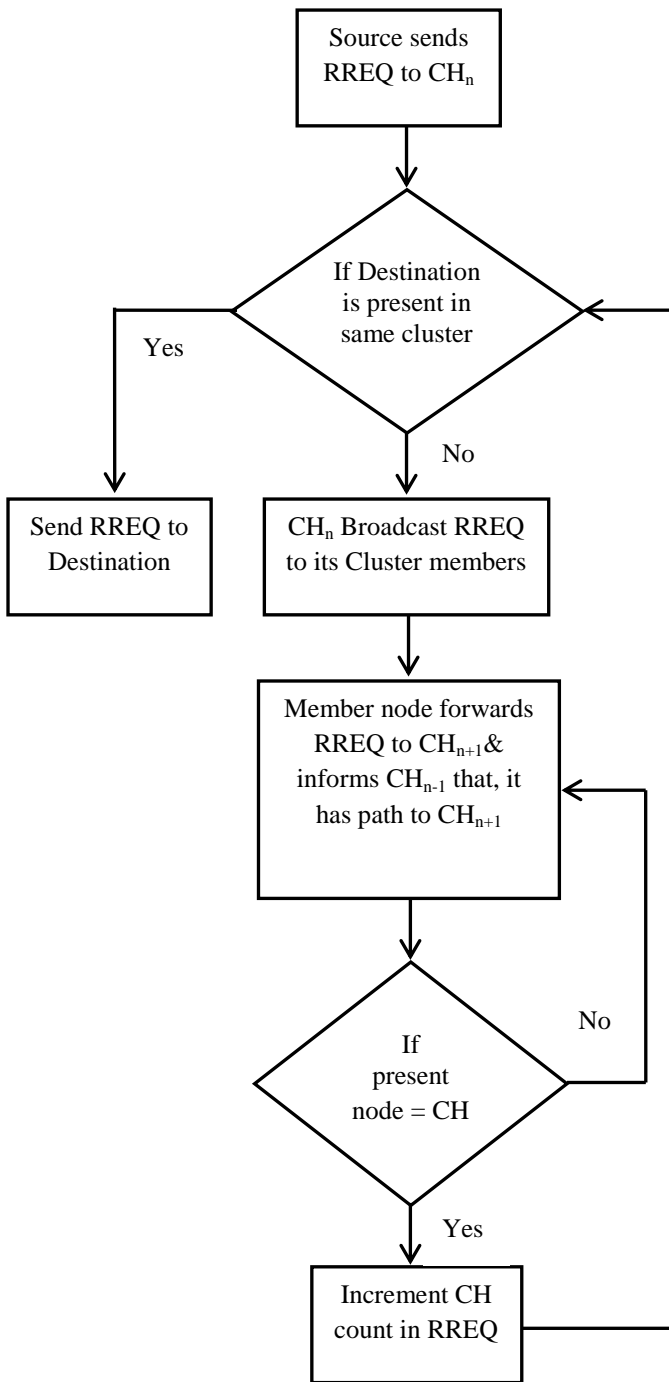 Source sends
RREQ to CHn
If Destination
is present in
same cluster
Yes
No
Send RREQ to
Destination
CHn Broadcast RREQ
to its Cluster members
Member node forwards
RREQ to CHn+1&
informs CHn-1 that, it
has path to CHn+1
No
If
present
node = CH
Yes
Increment CH
count in RREQ